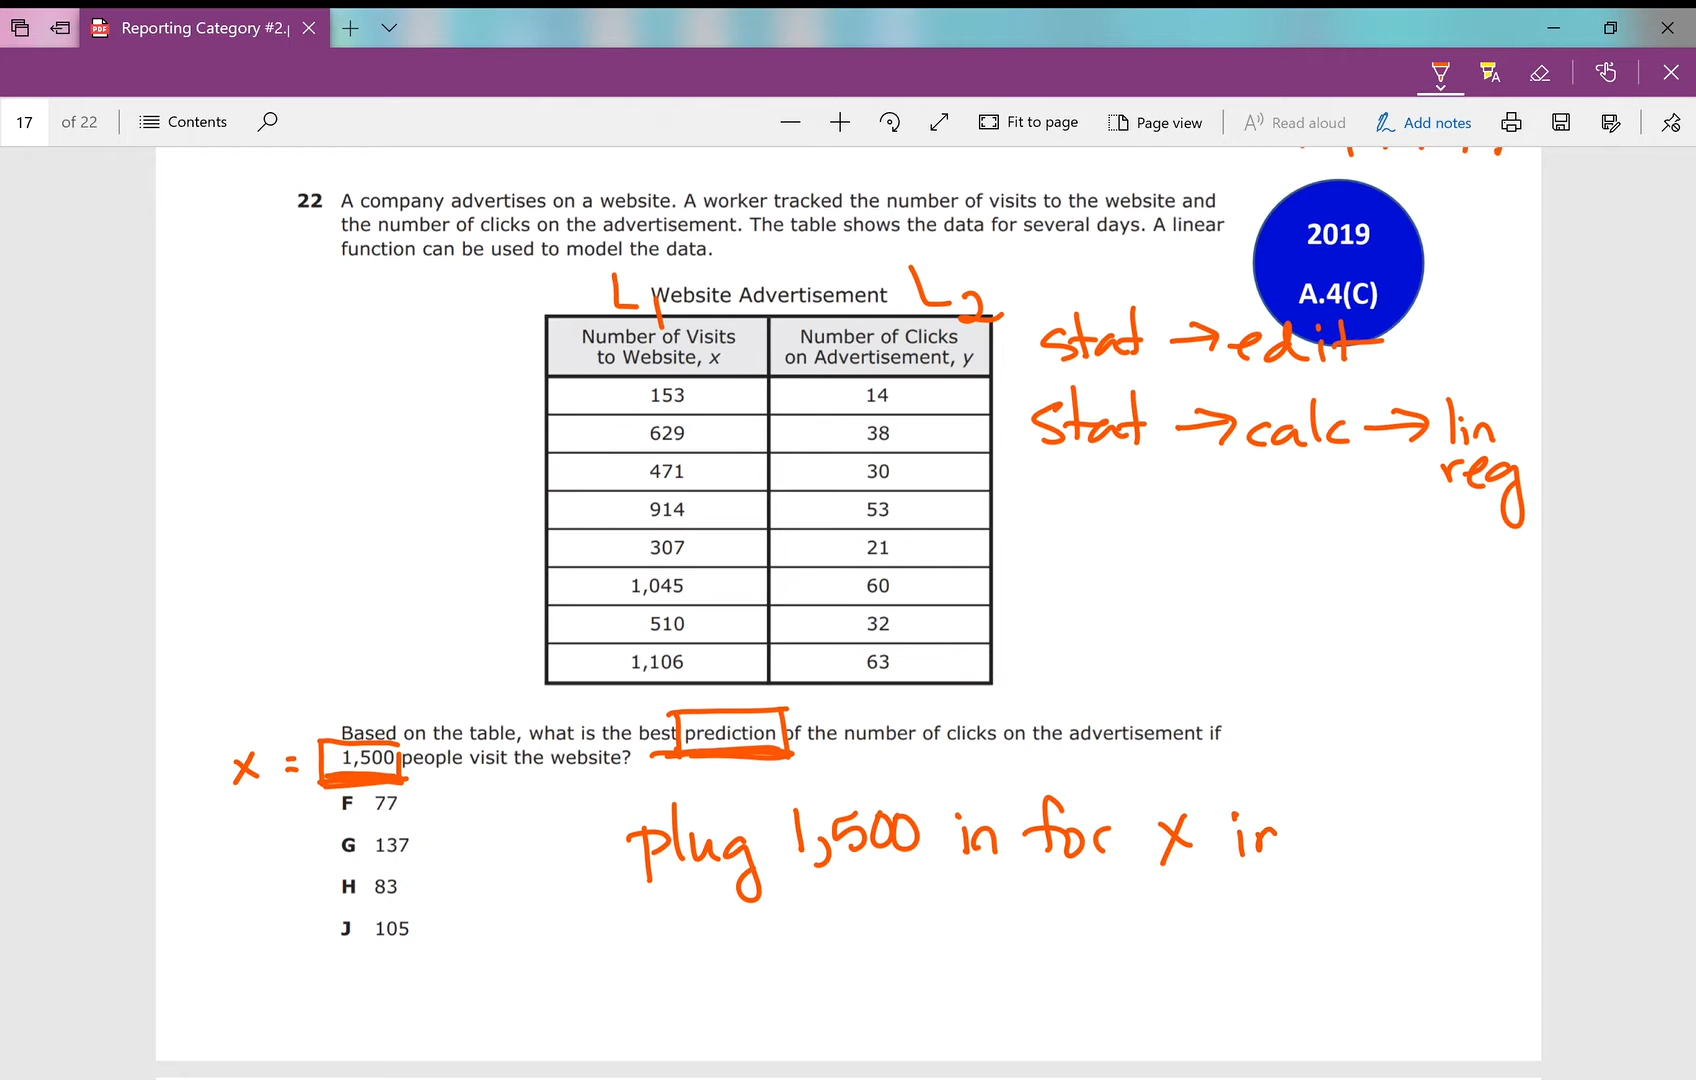 Reporting Category #2.p
17 of 22 Contents Fit to page Page view Read aloud Add notes
22 A company advertises on a website. A worker tracked the number of visits to the website and
the number of clicks on the advertisement. The table shows the data for several days. A linear
function can be used to model the data.
2019
A.4(C)
L1 Website Advertisement L2
Number of Visits to Website, x Number of Clicks on Advertisement, y
153 14
629 38
471 30
914 53
307 21
1,045 60
510 32
1,106 63
stat → edit
stat → calc → lin
reg
Based on the table, what is the best prediction of the number of clicks on the advertisement if
x = 1,500 people visit the website?
F 77
G 137
H 83
J 105
plug 1,500 in for x in